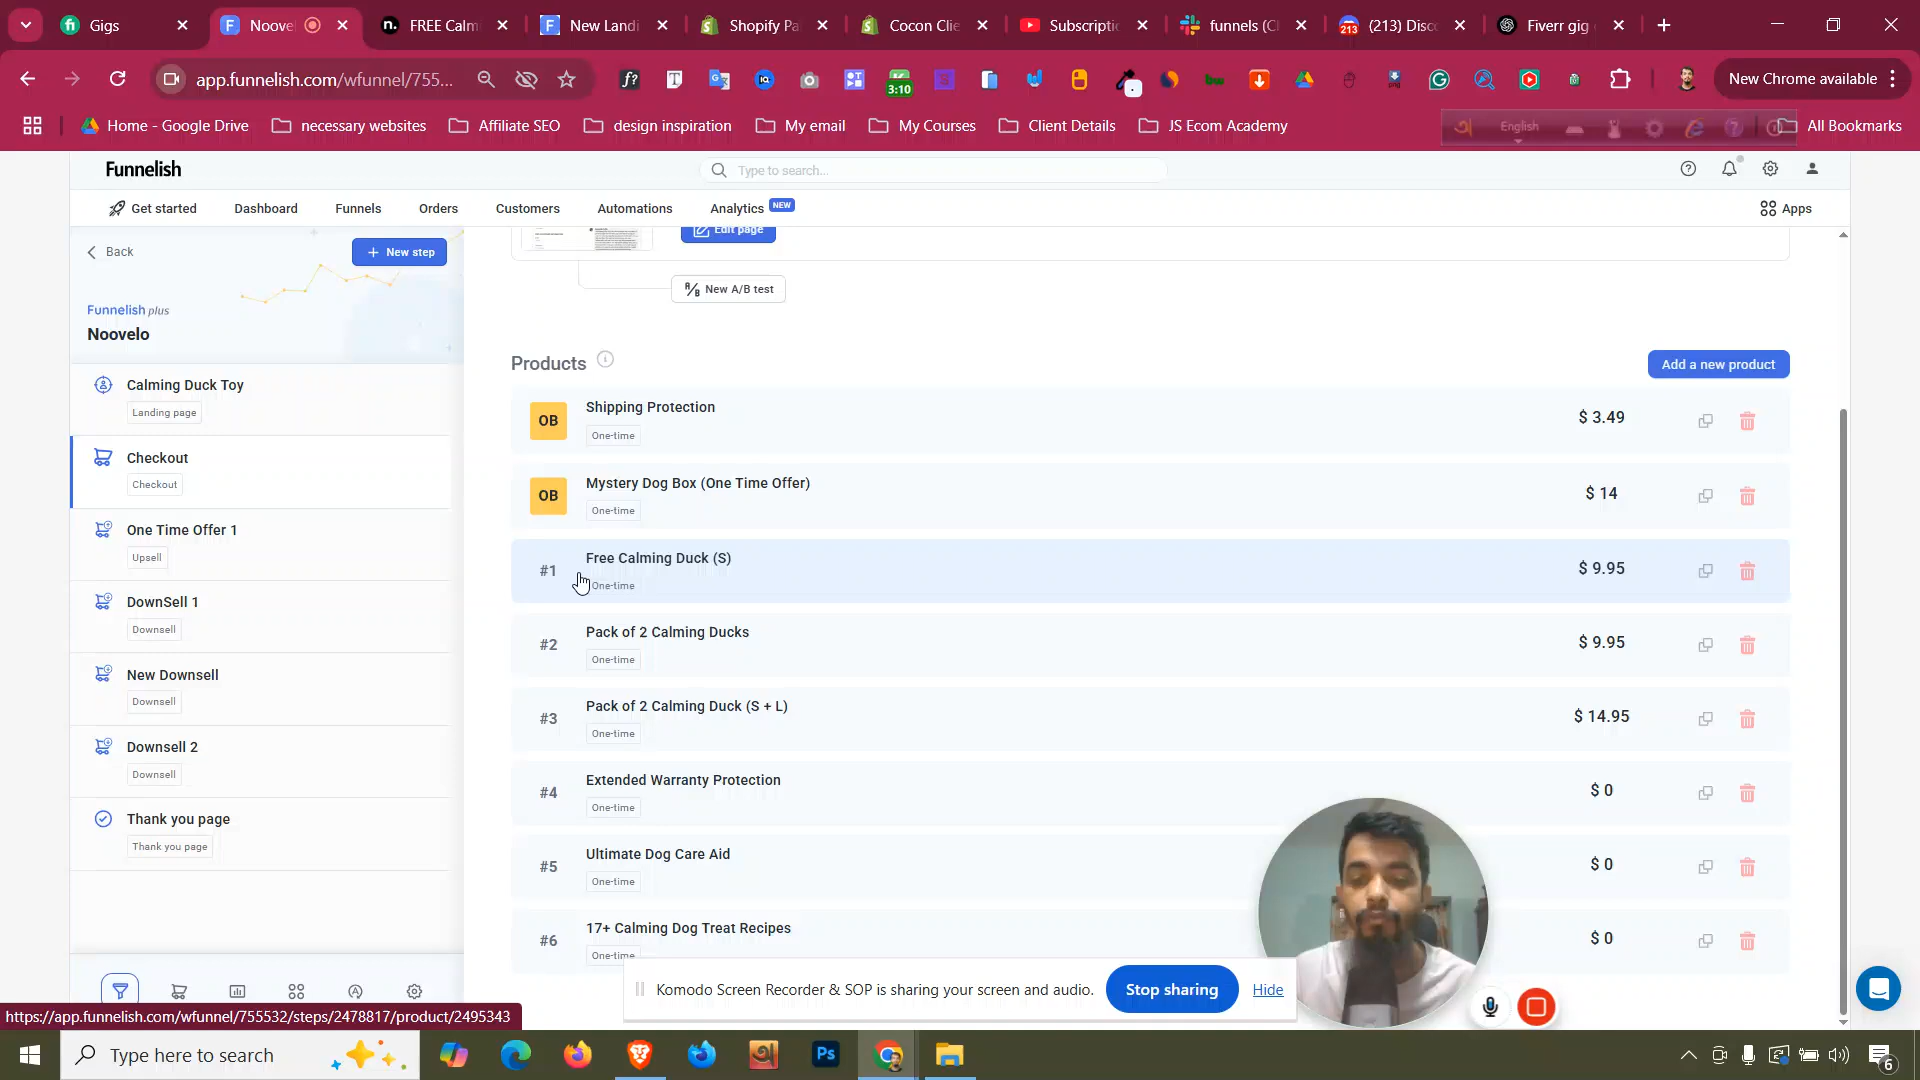 Gigs
Noove
FREE Calm
New Landi
Shopify Pa
Cocon Clie
Subscripti
funnels (C
(213) Disc
Fiverr gig
app.funnelish.com/wfunnel/755...
3:10
New Chrome available
Home - Google Drive
necessary websites
Affiliate SEO
design inspiration
My email
My Courses
Client Details
JS Ecom Academy
English
All Bookmarks
Funnelish
Type to search...
Get started
Dashboard
Funnels
Orders
Customers
Automations
Analytics NEW
Apps
Back
New step
Edit page
New A/B test
Funnelish plus
Noovelo
Products
Add a new product
Calming Duck Toy
Landing page
Checkout
Checkout
One Time Offer 1
Upsell
DownSell 1
Downsell
New Downsell
Downsell
Downsell 2
Downsell
Thank you page
Thank you page
OB Shipping Protection $ 3.49
One-time
OB Mystery Dog Box (One Time Offer) $ 14
One-time
#1 Free Calming Duck (S) $ 9.95
One-time
#2 Pack of 2 Calming Ducks $ 9.95
One-time
#3 Pack of 2 Calming Duck (S + L) $ 14.95
One-time
#4 Extended Warranty Protection $ 0
One-time
#5 Ultimate Dog Care Aid $ 0
One-time
#6 17+ Calming Dog Treat Recipes $ 0
One-time
Komodo Screen Recorder & SOP is sharing your screen and audio.
Stop sharing
Hide
https://app.funnelish.com/wfunnel/755532/steps/2478817/product/2495343
Type here to search
Ps
6